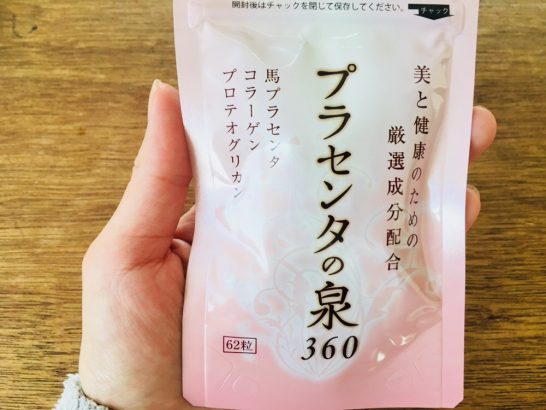 開封後はチャックを閉じて保存してください。
チャック
美と健康のための
厳選成分配合
プラセンタの泉
360
馬プラセンタ
コラーゲン
プロテオグリカン
62粒